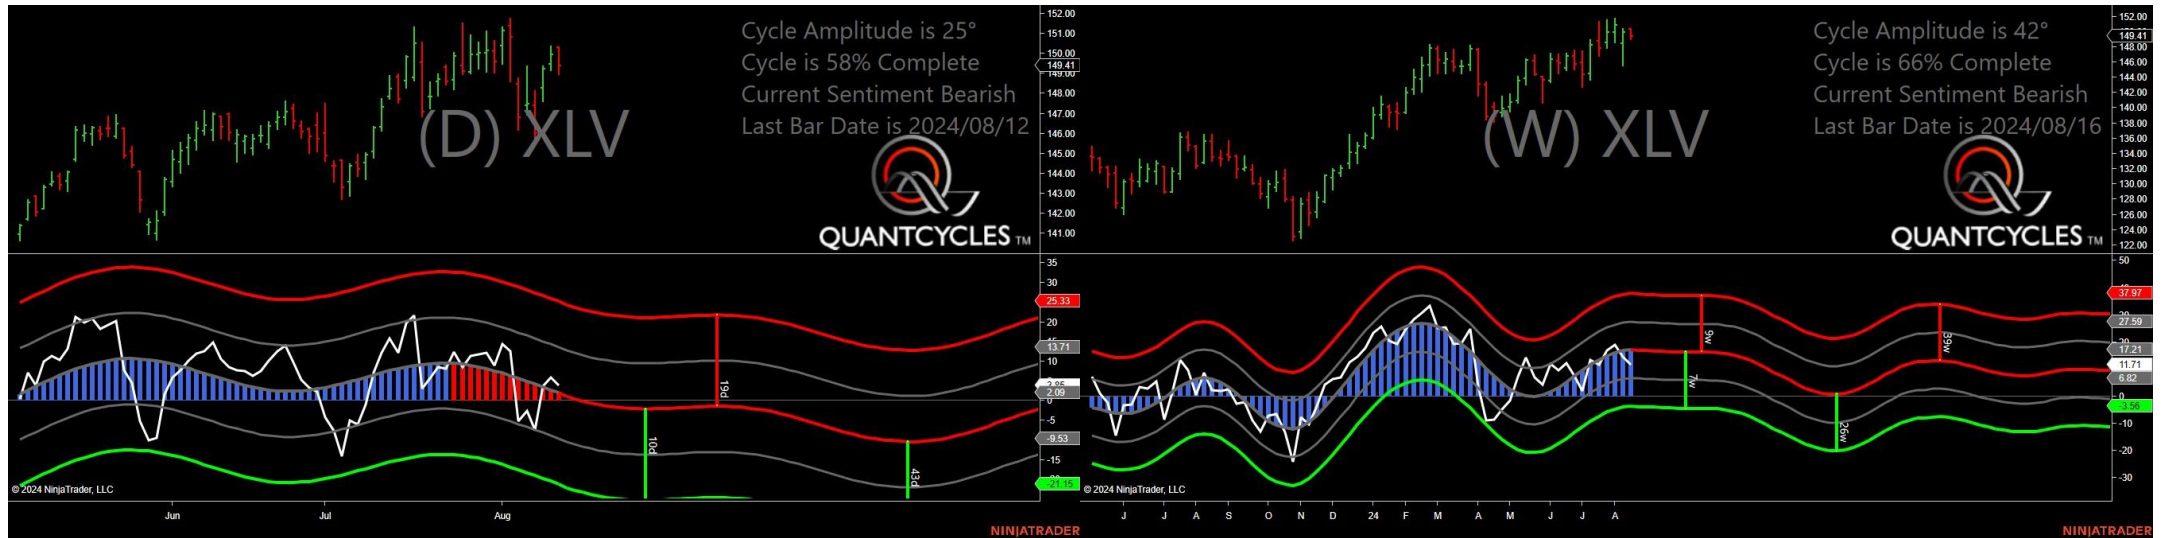 Cycle Amplitude is 25°
Cycle is 58% Complete
Current Sentiment Bearish
Last Bar Date is 2024/08/12
(D) XLV
QUANTCYCLES TM
152.00
151.00
150.00
149.41
149.00
148.00
147.00
146.00
145.00
144.00
143.00
142.00
141.00
35
30
25.33
20
13.71
10
2.09
0
-5
-9.53
-15
-21.15
19d
10d
43d
© 2024 NinjaTrader, LLC
Jun Jul Aug
NINJATRADER
Cycle Amplitude is 42°
Cycle is 66% Complete
Current Sentiment Bearish
Last Bar Date is 2024/08/16
(W) XLV
QUANTCYCLES TM
152.00
149.41
148.00
146.00
144.00
142.00
140.00
138.00
136.00
134.00
132.00
130.00
128.00
126.00
124.00
122.00
50
37.97
27.59
17.21
11.71
6.82
0
-3.56
-10
-20
-30
9w
7w
39w
26w
© 2024 NinjaTrader, LLC
J J A S O N D 24 F M A M J J A
NINJATRADER